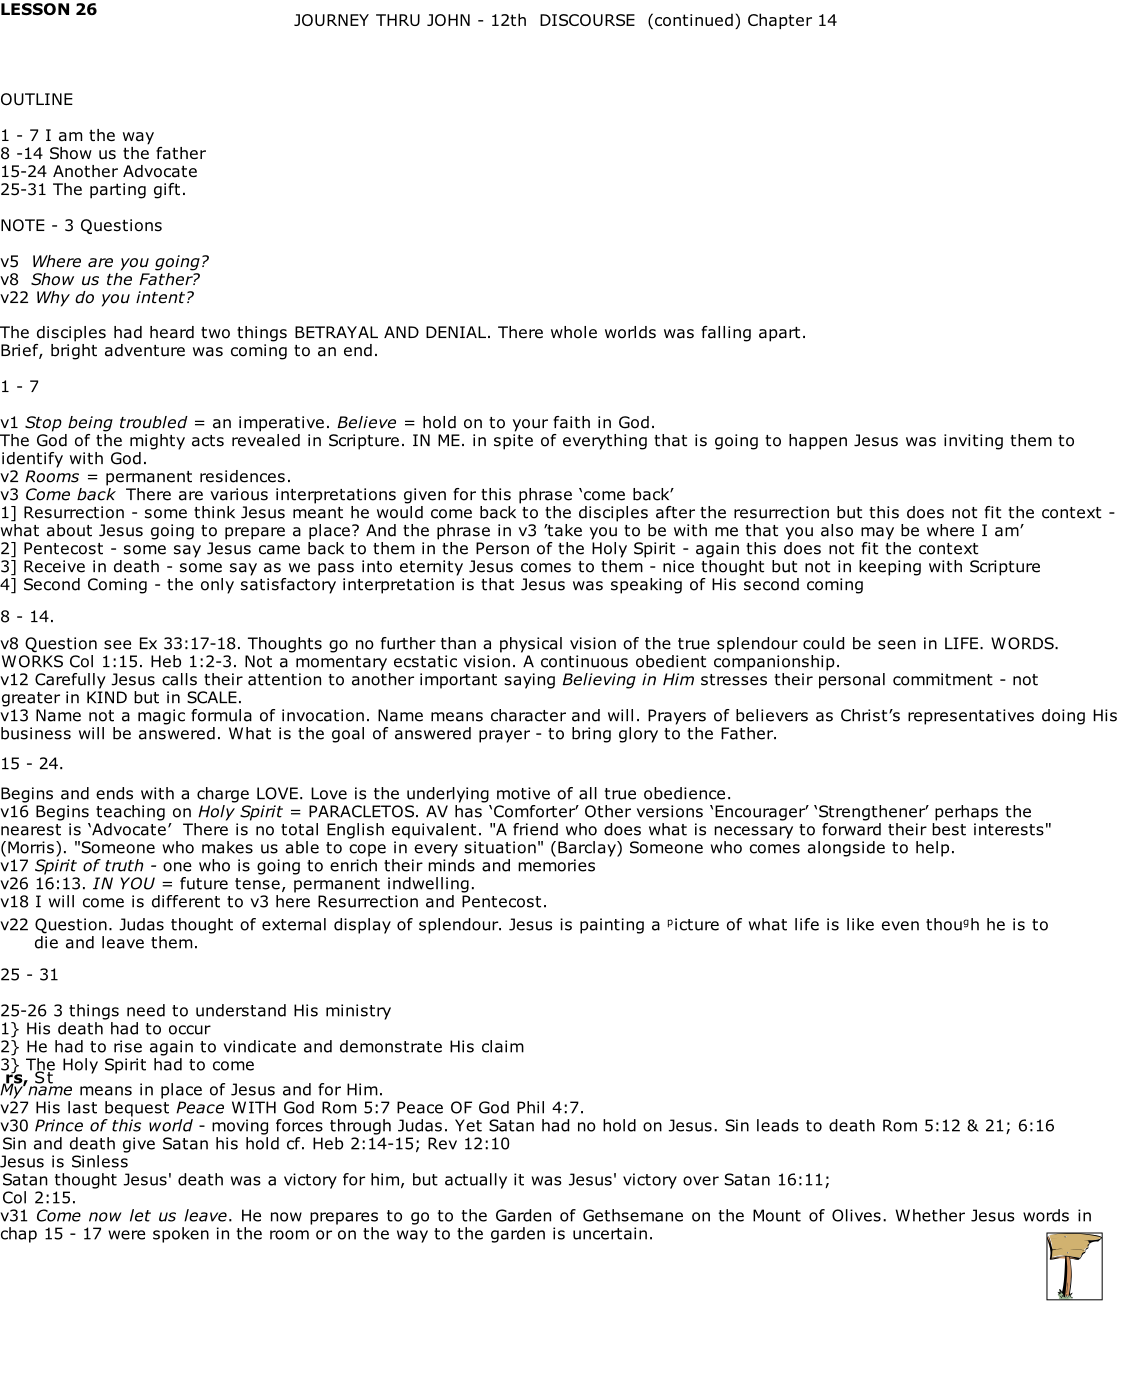 LESSON 26
JOURNEY THRU JOHN - 12th  DISCOURSE  (continued) Chapter 14
OUTLINE
1 - 7 I am the way
8 -14 Show us the father
15-24 Another Advocate
25-31 The parting gift.
NOTE - 3 Questions
v5  Where are you going?
v8  Show us the Father?
v22 Why do you intent?
The disciples had heard two things BETRAYAL AND DENIAL. There whole worlds was falling apart.
Brief, bright adventure was coming to an end.
1 - 7
v1 Stop being troubled = an imperative. Believe = hold on to your faith in God.
The God of the mighty acts revealed in Scripture. IN ME. in spite of everything that is going to happen Jesus was inviting them to
identify with God.
v2 Rooms = permanent residences.
v3 Come back  There are various interpretations given for this phrase ‘come back’
1] Resurrection - some think Jesus meant he would come back to the disciples after the resurrection but this does not fit the context -
what about Jesus going to prepare a place? And the phrase in v3 ’take you to be with me that you also may be where I am’
2] Pentecost - some say Jesus came back to them in the Person of the Holy Spirit - again this does not fit the context
3] Receive in death - some say as we pass into eternity Jesus comes to them - nice thought but not in keeping with Scripture
4] Second Coming - the only satisfactory interpretation is that Jesus was speaking of His second coming
8 - 14.
v8 Question see Ex 33:17-18. Thoughts go no further than a physical vision of the true splendour could be seen in LIFE. WORDS.
WORKS Col 1:15. Heb 1:2-3. Not a momentary ecstatic vision. A continuous obedient companionship.
v12 Carefully Jesus calls their attention to another important saying Believing in Him stresses their personal commitment - not
greater in KIND but in SCALE.
v13 Name not a magic formula of invocation. Name means character and will. Prayers of believers as Christ’s representatives doing His
business will be answered. What is the goal of answered prayer - to bring glory to the Father.
15 - 24.
Begins and ends with a charge LOVE. Love is the underlying motive of all true obedience.
v16 Begins teaching on Holy Spirit = PARACLETOS. AV has ‘Comforter’ Other versions ‘Encourager’ ‘Strengthener’ perhaps the
nearest is ‘Advocate’  There is no total English equivalent. "A friend who does what is necessary to forward their best interests"
(Morris). "Someone who makes us able to cope in every situation" (Barclay) Someone who comes alongside to help.
v17 Spirit of truth - one who is going to enrich their minds and memories
v26 16:13. IN YOU = future tense, permanent indwelling.
v18 I will come is different to v3 here Resurrection and Pentecost.
v22 Question. Judas thought of external display of splendour. Jesus is painting a picture of what life is like even though he is to
die and leave them.
25 - 31
25-26 3 things need to understand His ministry
1} His death had to occur
2} He had to rise again to vindicate and demonstrate His claim
3} The Holy Spirit had to come
rs, St
My name means in place of Jesus and for Him.
v27 His last bequest Peace WITH God Rom 5:7 Peace OF God Phil 4:7.
v30 Prince of this world - moving forces through Judas. Yet Satan had no hold on Jesus. Sin leads to death Rom 5:12 & 21; 6:16
Sin and death give Satan his hold cf. Heb 2:14-15; Rev 12:10
Jesus is Sinless
Satan thought Jesus' death was a victory for him, but actually it was Jesus' victory over Satan 16:11;
Col 2:15.
v31 Come now let us leave. He now prepares to go to the Garden of Gethsemane on the Mount of Olives. Whether Jesus words in
chap 15 - 17 were spoken in the room or on the way to the garden is uncertain.